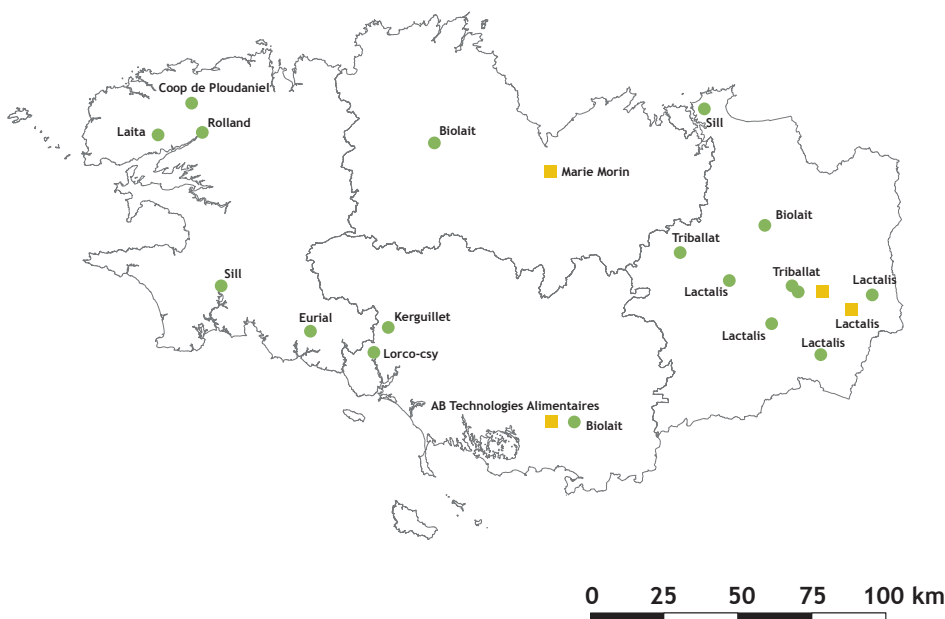 Coop de Ploudaniel
Sill
Rolland
Laita
Biolait
Marie Morin
Biolait
Triballat
Sill
Triballat
Lactalis
Lactalis
Eurial
Kerguillet
Lactalis
Lactalis
Lactalis
Lorco-csy
AB Technologies Alimentaires
Biolait
0 25 50 75 100 km